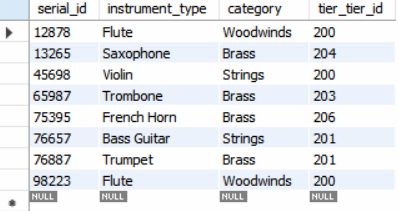 serial_id instrument_type category tier_tier_id
12878 Flute Woodwinds 200
13265 Saxophone Brass 204
45698 Violin Strings 200
65987 Trombone Brass 203
75395 French Horn Brass 206
76657 Bass Guitar Strings 201
76887 Trumpet Brass 201
98223 Flute Woodwinds 200
NULL NULL NULL NULL